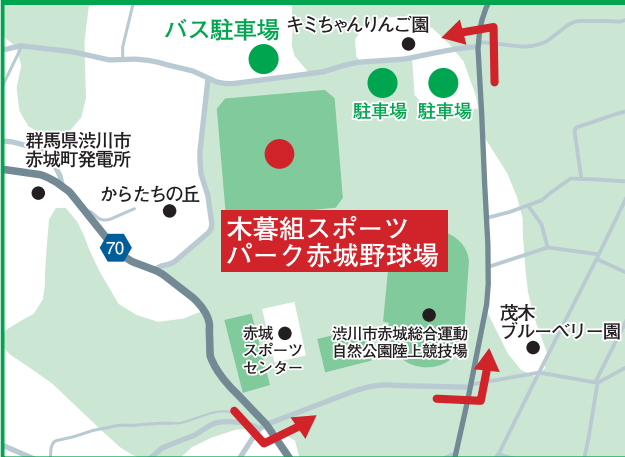 バス駐車場
キミちゃんりんご園
駐車場
駐車場
群馬県渋川市
赤城町発電所
からたちの丘
木暮組スポーツ
パーク赤城野球場
70
赤城
スポーツ
センター
渋川市赤城総合運動
自然公園陸上競技場
茂木
ブルーベリー園